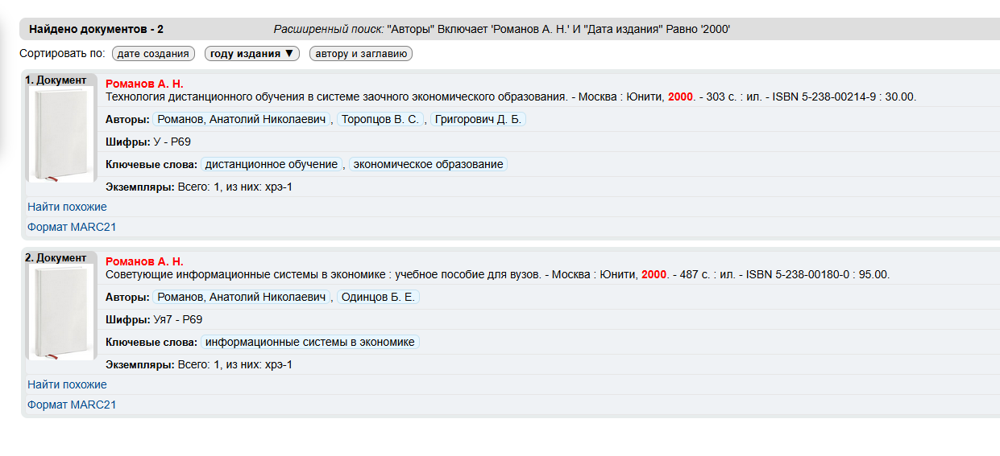 Найдено документов - 2 Расширенный поиск: "Авторы" Включает 'Романов А. Н.' И "Дата издания" Равно '2000'
Сортировать по: дате создания году издания ▼ автору и заглавию
1. Документ
Романов А. Н.
Технология дистанционного обучения в системе заочного экономического образования. - Москва : Юнити, 2000. - 303 с. : ил. - ISBN 5-238-00214-9 : 30.00.
Авторы: Романов, Анатолий Николаевич , Торопцов В. С. , Григорович Д. Б.
Шифры: У - Р69
Ключевые слова: дистанционное обучение , экономическое образование
Экземпляры: Всего: 1, из них: хрэ-1
Найти похожие
Формат MARC21
2. Документ
Романов А. Н.
Советующие информационные системы в экономике : учебное пособие для вузов. - Москва : Юнити, 2000. - 487 с. : ил. - ISBN 5-238-00180-0 : 95.00.
Авторы: Романов, Анатолий Николаевич , Одинцов Б. Е.
Шифры: Уя7 - Р69
Ключевые слова: информационные системы в экономике
Экземпляры: Всего: 1, из них: хрэ-1
Найти похожие
Формат MARC21